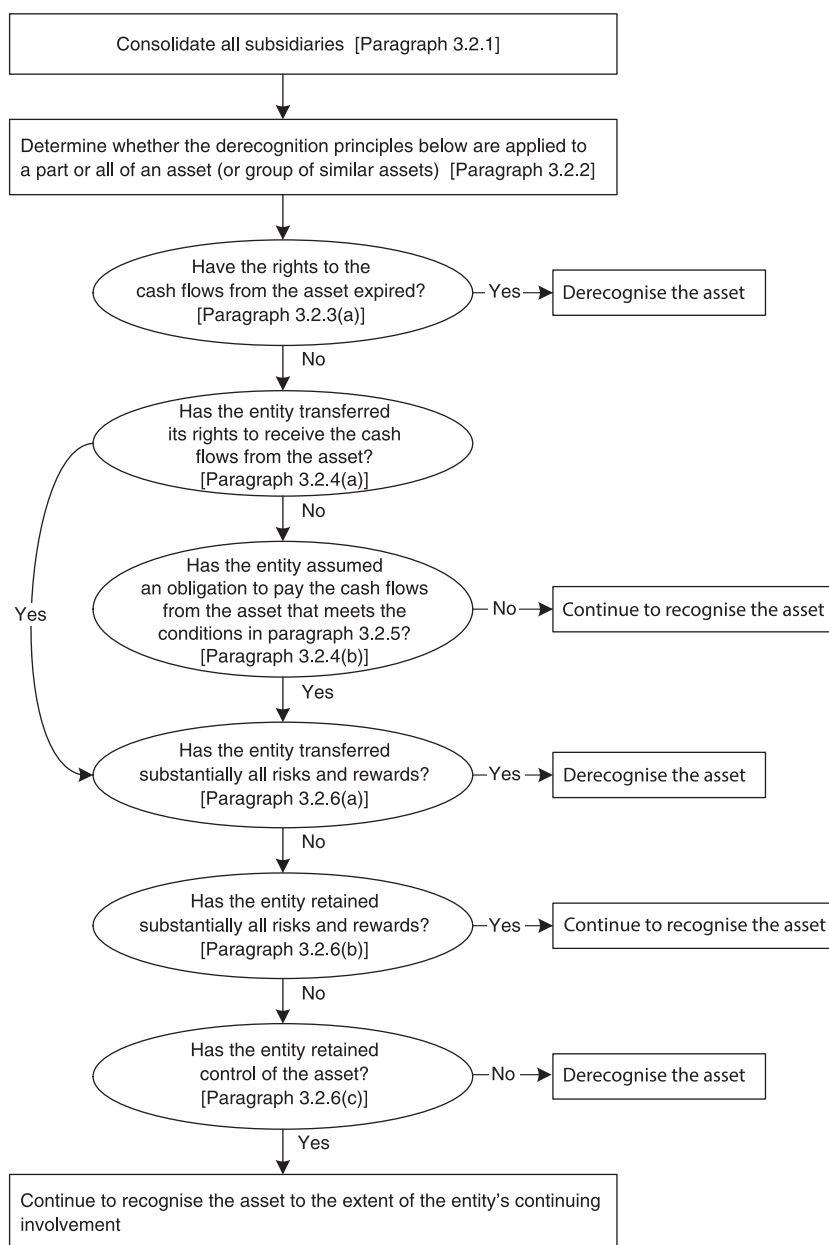 Consolidate all subsidiaries [Paragraph 3.2.1]
Determine whether the derecognition principles below are applied to
a part or all of an asset (or group of similar assets) [Paragraph 3.2.2]
Have the rights to the
cash flows from the asset expired?
[Paragraph 3.2.3(a)]
Yes
Derecognise the asset
No
Has the entity transferred
its rights to receive the cash
flows from the asset?
[Paragraph 3.2.4(a)]
No
Yes
Has the entity assumed
an obligation to pay the cash flows
from the asset that meets the
conditions in paragraph 3.2.5?
[Paragraph 3.2.4(b)]
No
Continue to recognise the asset
Yes
Has the entity transferred
substantially all risks and rewards?
[Paragraph 3.2.6(a)]
Yes
Derecognise the asset
No
Has the entity retained
substantially all risks and rewards?
[Paragraph 3.2.6(b)]
Yes
Continue to recognise the asset
No
Has the entity retained
control of the asset?
[Paragraph 3.2.6(c)]
No
Derecognise the asset
Yes
Continue to recognise the asset to the extent of the entity's continuing
involvement